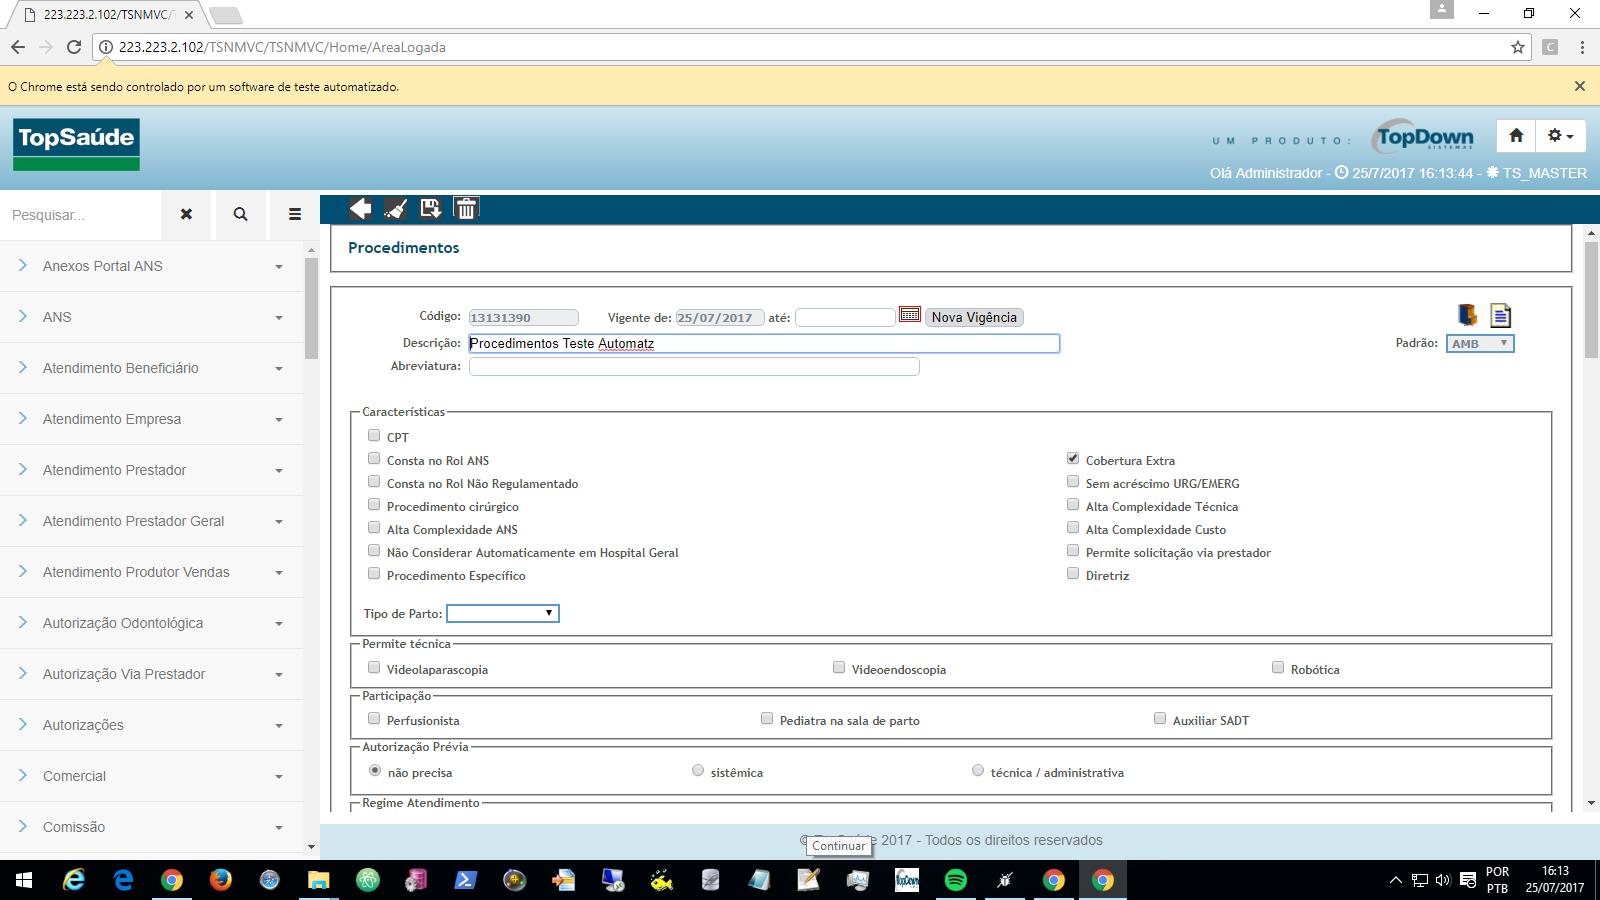 223.223.2.102/TSNMVC/T
223.223.2.102/TSNMVC/TSNMVC/Home/AreaLogada
C
O Chrome está sendo controlado por um software de teste automatizado.
TopSaúde
UM PRODUTO:
TopDown
SISTEMAS
Olá Administrador - 25/7/2017 16:13:44 - TS_MASTER
Pesquisar...
Anexos Portal ANS
ANS
Atendimento Beneficiário
Atendimento Empresa
Atendimento Prestador
Atendimento Prestador Geral
Atendimento Produtor Vendas
Autorização Odontológica
Autorização Via Prestador
Autorizações
Comercial
Comissão
Procedimentos
Código: 13131390 Vigente de: 25/07/2017 até: Nova Vigência
Descrição: Procedimentos Teste Automatz Padrão: AMB
Abreviatura:
Características
CPT
Consta no Rol ANS Cobertura Extra
Consta no Rol Não Regulamentado Sem acréscimo URG/EMERG
Procedimento cirúrgico Alta Complexidade Técnica
Alta Complexidade ANS Alta Complexidade Custo
Não Considerar Automaticamente em Hospital Geral Permite solicitação via prestador
Procedimento Específico Diretriz
Tipo de Parto:
Permite técnica
Videolaparascopia Videoendoscopia Robótica
Participação
Perfusionista Pediatra na sala de parto Auxiliar SADT
Autorização Prévia
não precisa sistêmica técnica / administrativa
Regime Atendimento
© 2017 - Todos os direitos reservados
Continuar
TopDown
POR
PTB
16:13
25/07/2017